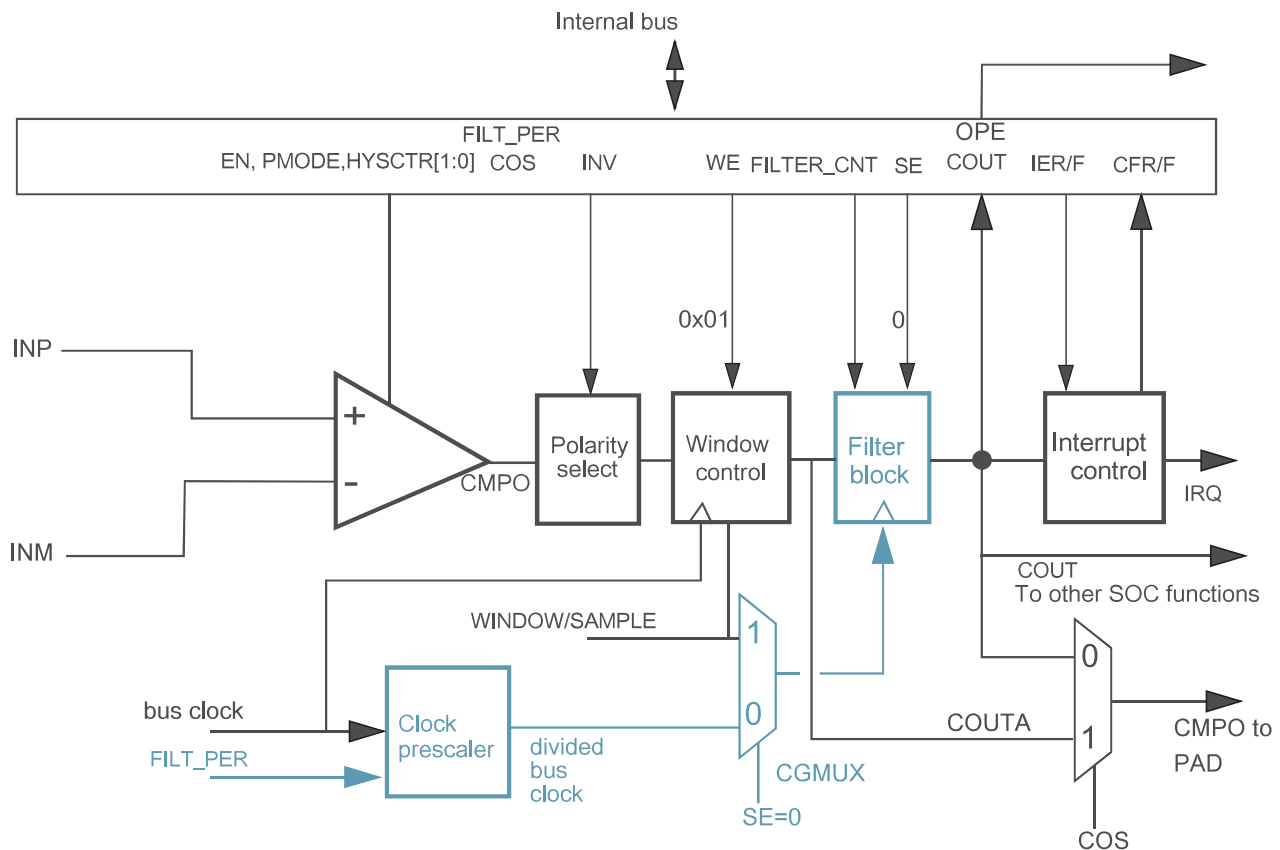 Internal bus
FILT_PER
OPE
EN, PMODE,HYSCTR[1:0]
COS
INV
WE
FILTER_CNT
SE
COUT
IER/F
CFR/F
0x01
0
INP
+
-
INM
CMPO
Polarity
select
Window
control
Filter
block
Interrupt
control
IRQ
COUT
To other SOC functions
WINDOW/SAMPLE
1
0
bus clock
FILT_PER
Clock
prescaler
divided
bus
clock
CGMUX
SE=0
COUTA
0
1
CMPO to
PAD
COS